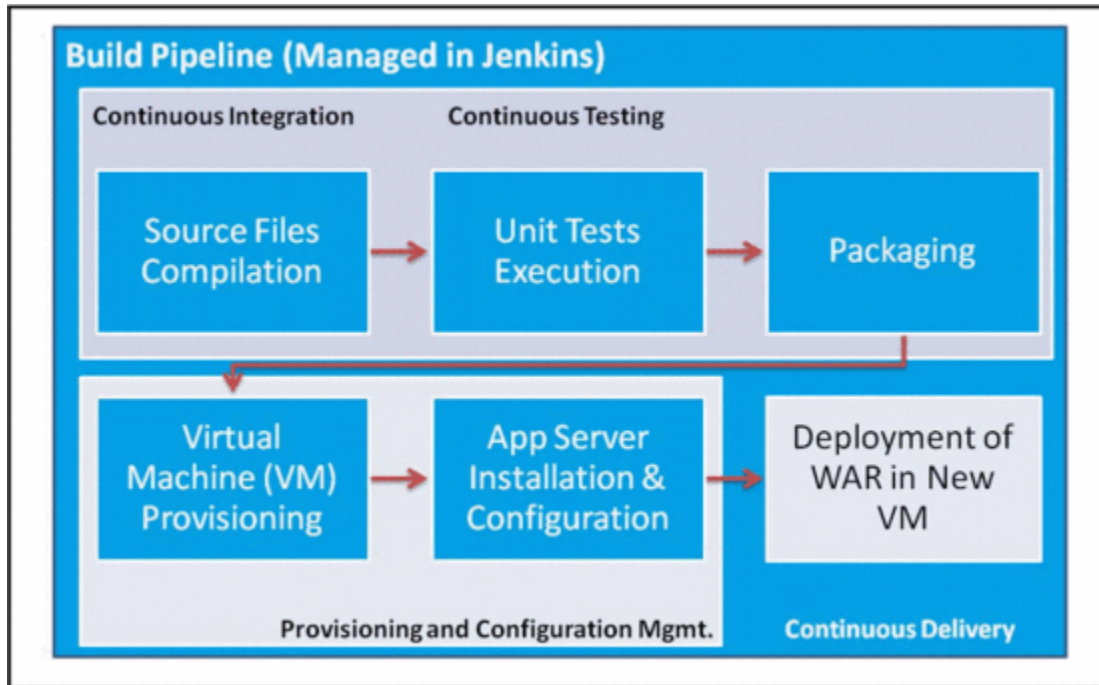 Build Pipeline (Managed in Jenkins)
Continuous Integration
Continuous Testing
Source Files
Compilation
Unit Tests
Execution
Packaging
Virtual
Machine (VM)
Provisioning
App Server
Installation &
Configuration
Deployment of
WAR in New
VM
Provisioning and Configuration Mgmt.
Continuous Delivery